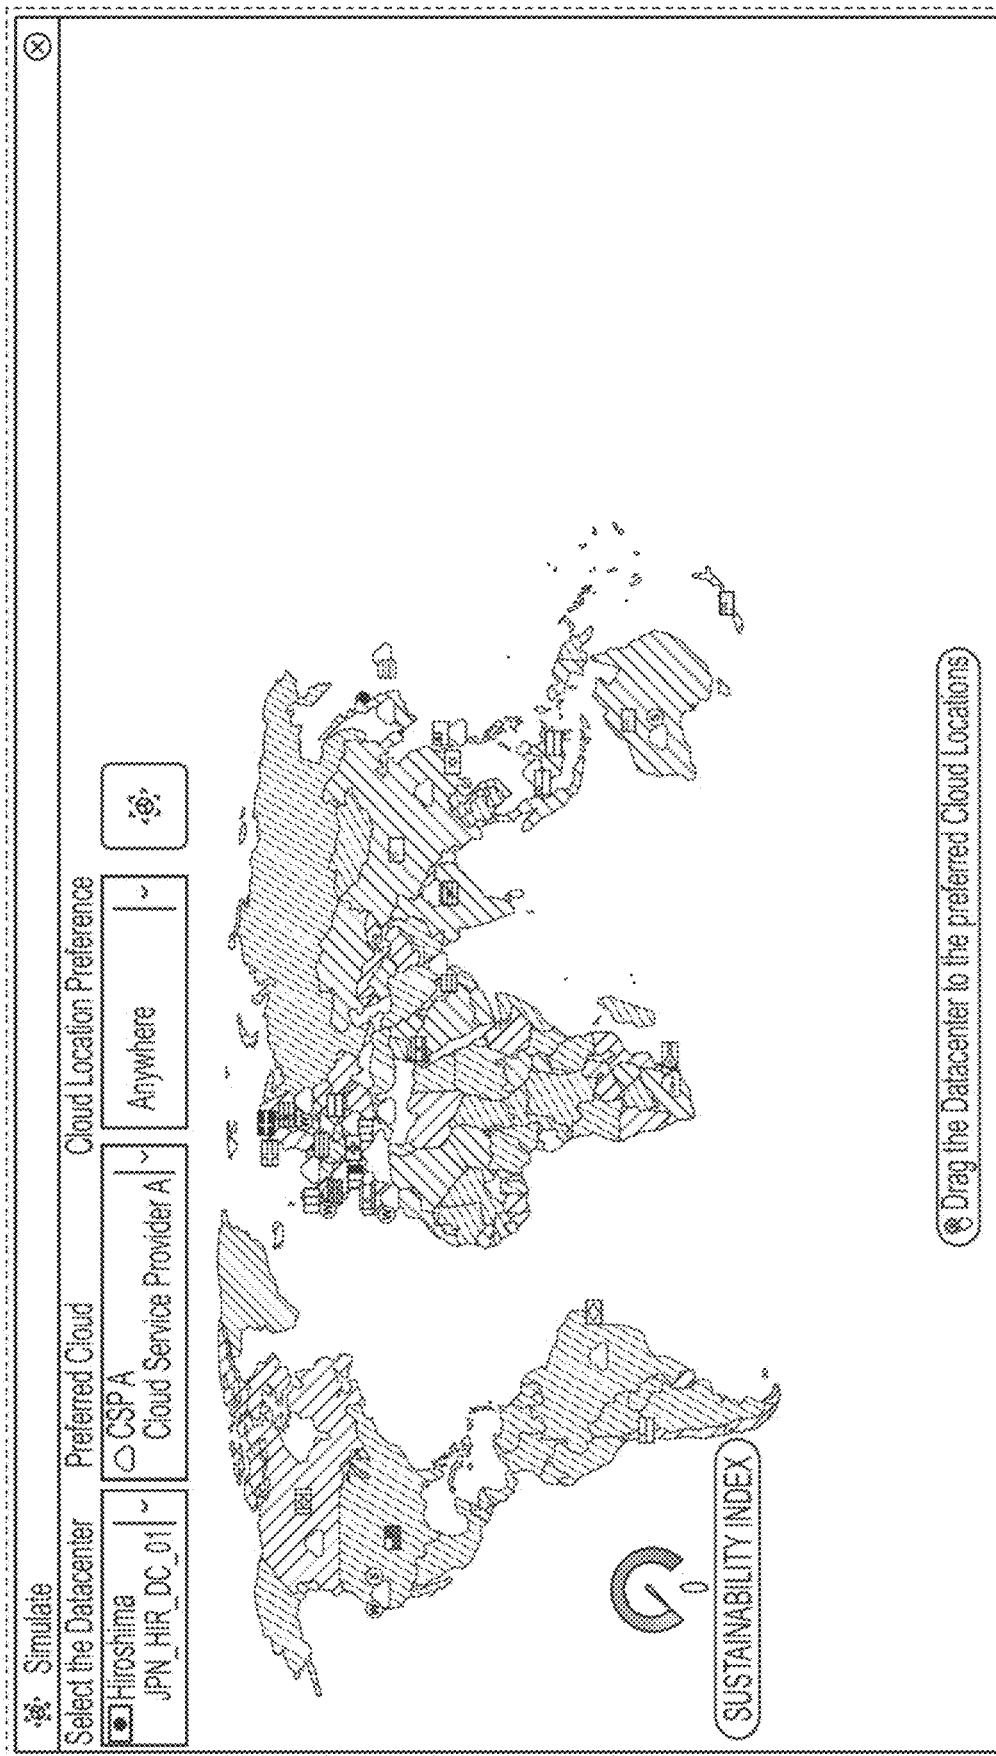 Simulate
Select the Datacenter
Preferred Cloud
Cloud Location Preference
Hiroshima
JPN_HIR_DC_01
CSP A
Cloud Service Provider A
Anywhere
SUSTAINABILITY INDEX
Drag the Datacenter to the preferred Cloud Locations